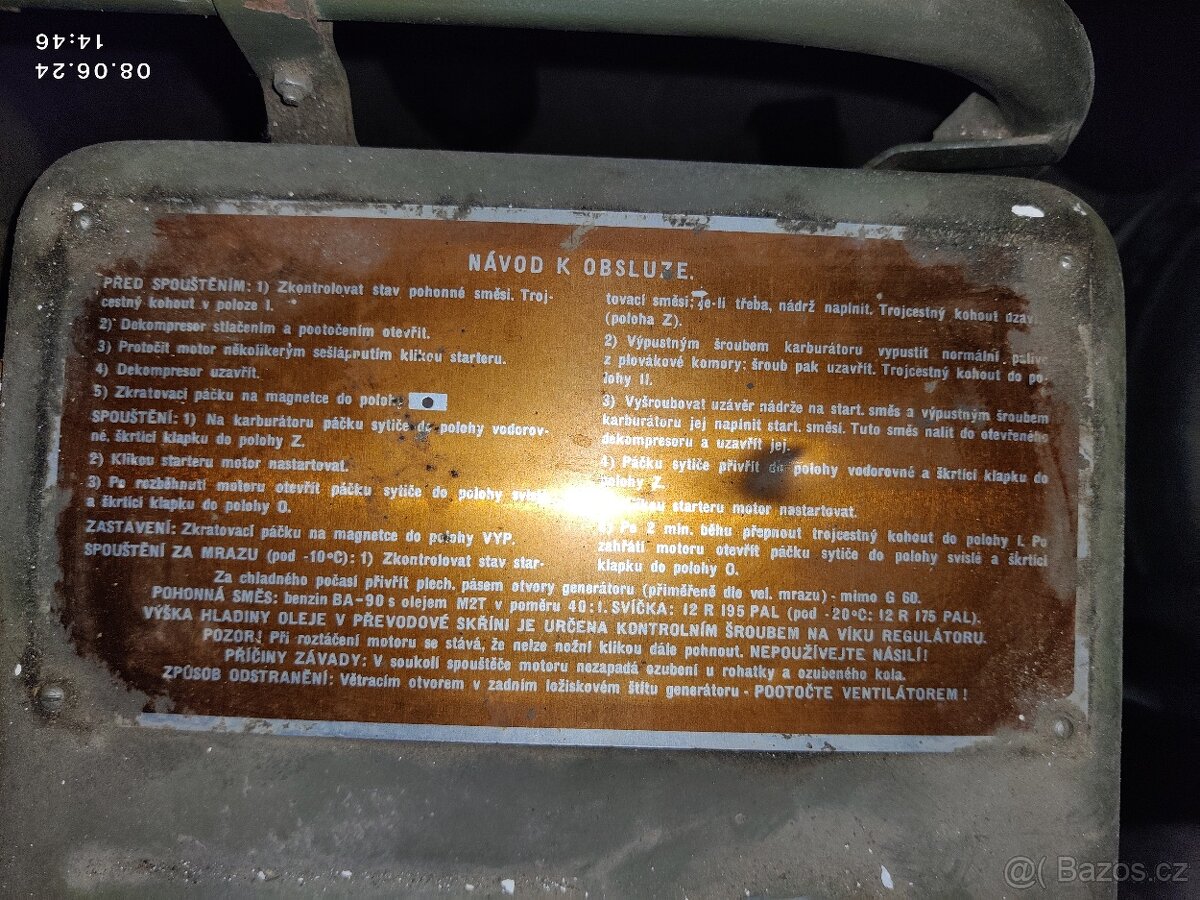 08.06.24
14:46
NÁVOD K OBSLUZE.
PŘED SPOUŠTĚNÍM: 1) Zkontrolovat stav pohonné směsi. Troj-
cestný kohout v poloze I.
2) Dekompresor stlačením a pootočením otevřít.
3) Protočit motor několikerým sešlápnutím klikou starteru.
4) Dekompresor uzavřít.
5) Zkratovací páčku na magnetce do polohy
SPOUŠTĚNÍ: 1) Na karburátoru páčku sytiče do polohy vodorov-
né, škrtící klapku do polohy Z.
2) Klikou starteru motor nastartovat.
3) Po rozběhnutí motoru otevřít páčku sytiče do polohy svislé
a škrtící klapku do polohy O.
ZASTAVENÍ: Zkratovací páčku na magnetce do polohy VYP.
SPOUŠTĚNÍ ZA MRAZU (pod -10°C): 1) Zkontrolovat stav star-
tovací směsi; je-li třeba, nádrž naplnit. Trojcestný kohout uzav
(poloha Z).
2) Výpustným šroubem karburátoru vypustit normální palivo
z plovákové komory; šroub pak uzavřít. Trojcestný kohout do po-
lohy II.
3) Vyšroubovat uzávěr nádrže na start. směs a výpustným šroubem
karburátoru jej naplnit start. směsí. Tuto směs nalít do otevřeného
dekompresoru a uzavřít jej.
4) Páčku sytiče přivřít do polohy vodorovné a škrtící klapku do
polohy Z.
starteru motor nastartovat.
Po 2 min. běhu přepnout trojcestný kohout do polohy I. Po
zahřátí motoru otevřít páčku sytiče do polohy svislé a škrtící
klapku do polohy O.
Za chladného počasí přivřít plech. pásem otvory generátoru (přiměřeně dle vel. mrazu) - mimo G 60.
POHONNÁ SMĚS: benzin BA-90 s olejem M2T v poměru 40:1. SVÍČKA: 12 R 195 PAL (pod -20°C: 12 R 175 PAL).
VÝŠKA HLADINY OLEJE V PŘEVODOVÉ SKŘÍNI JE URČENA KONTROLNÍM ŠROUBEM NA VÍKU REGULÁTORU.
POZOR! Při roztáčení motoru se stává, že nelze nožní klikou dále pohnout. NEPOUŽÍVEJTE NÁSILÍ!
PŘÍČINY ZÁVADY: V soukolí spouštěče motoru nezapadá ozubení u rohatky a ozubeného kola.
ZPŮSOB ODSTRANĚNÍ: Větracím otvorem v zadním ložiskovém štítu generátoru - POOTOČTE VENTILÁTOREM!
@( Bazos.cz